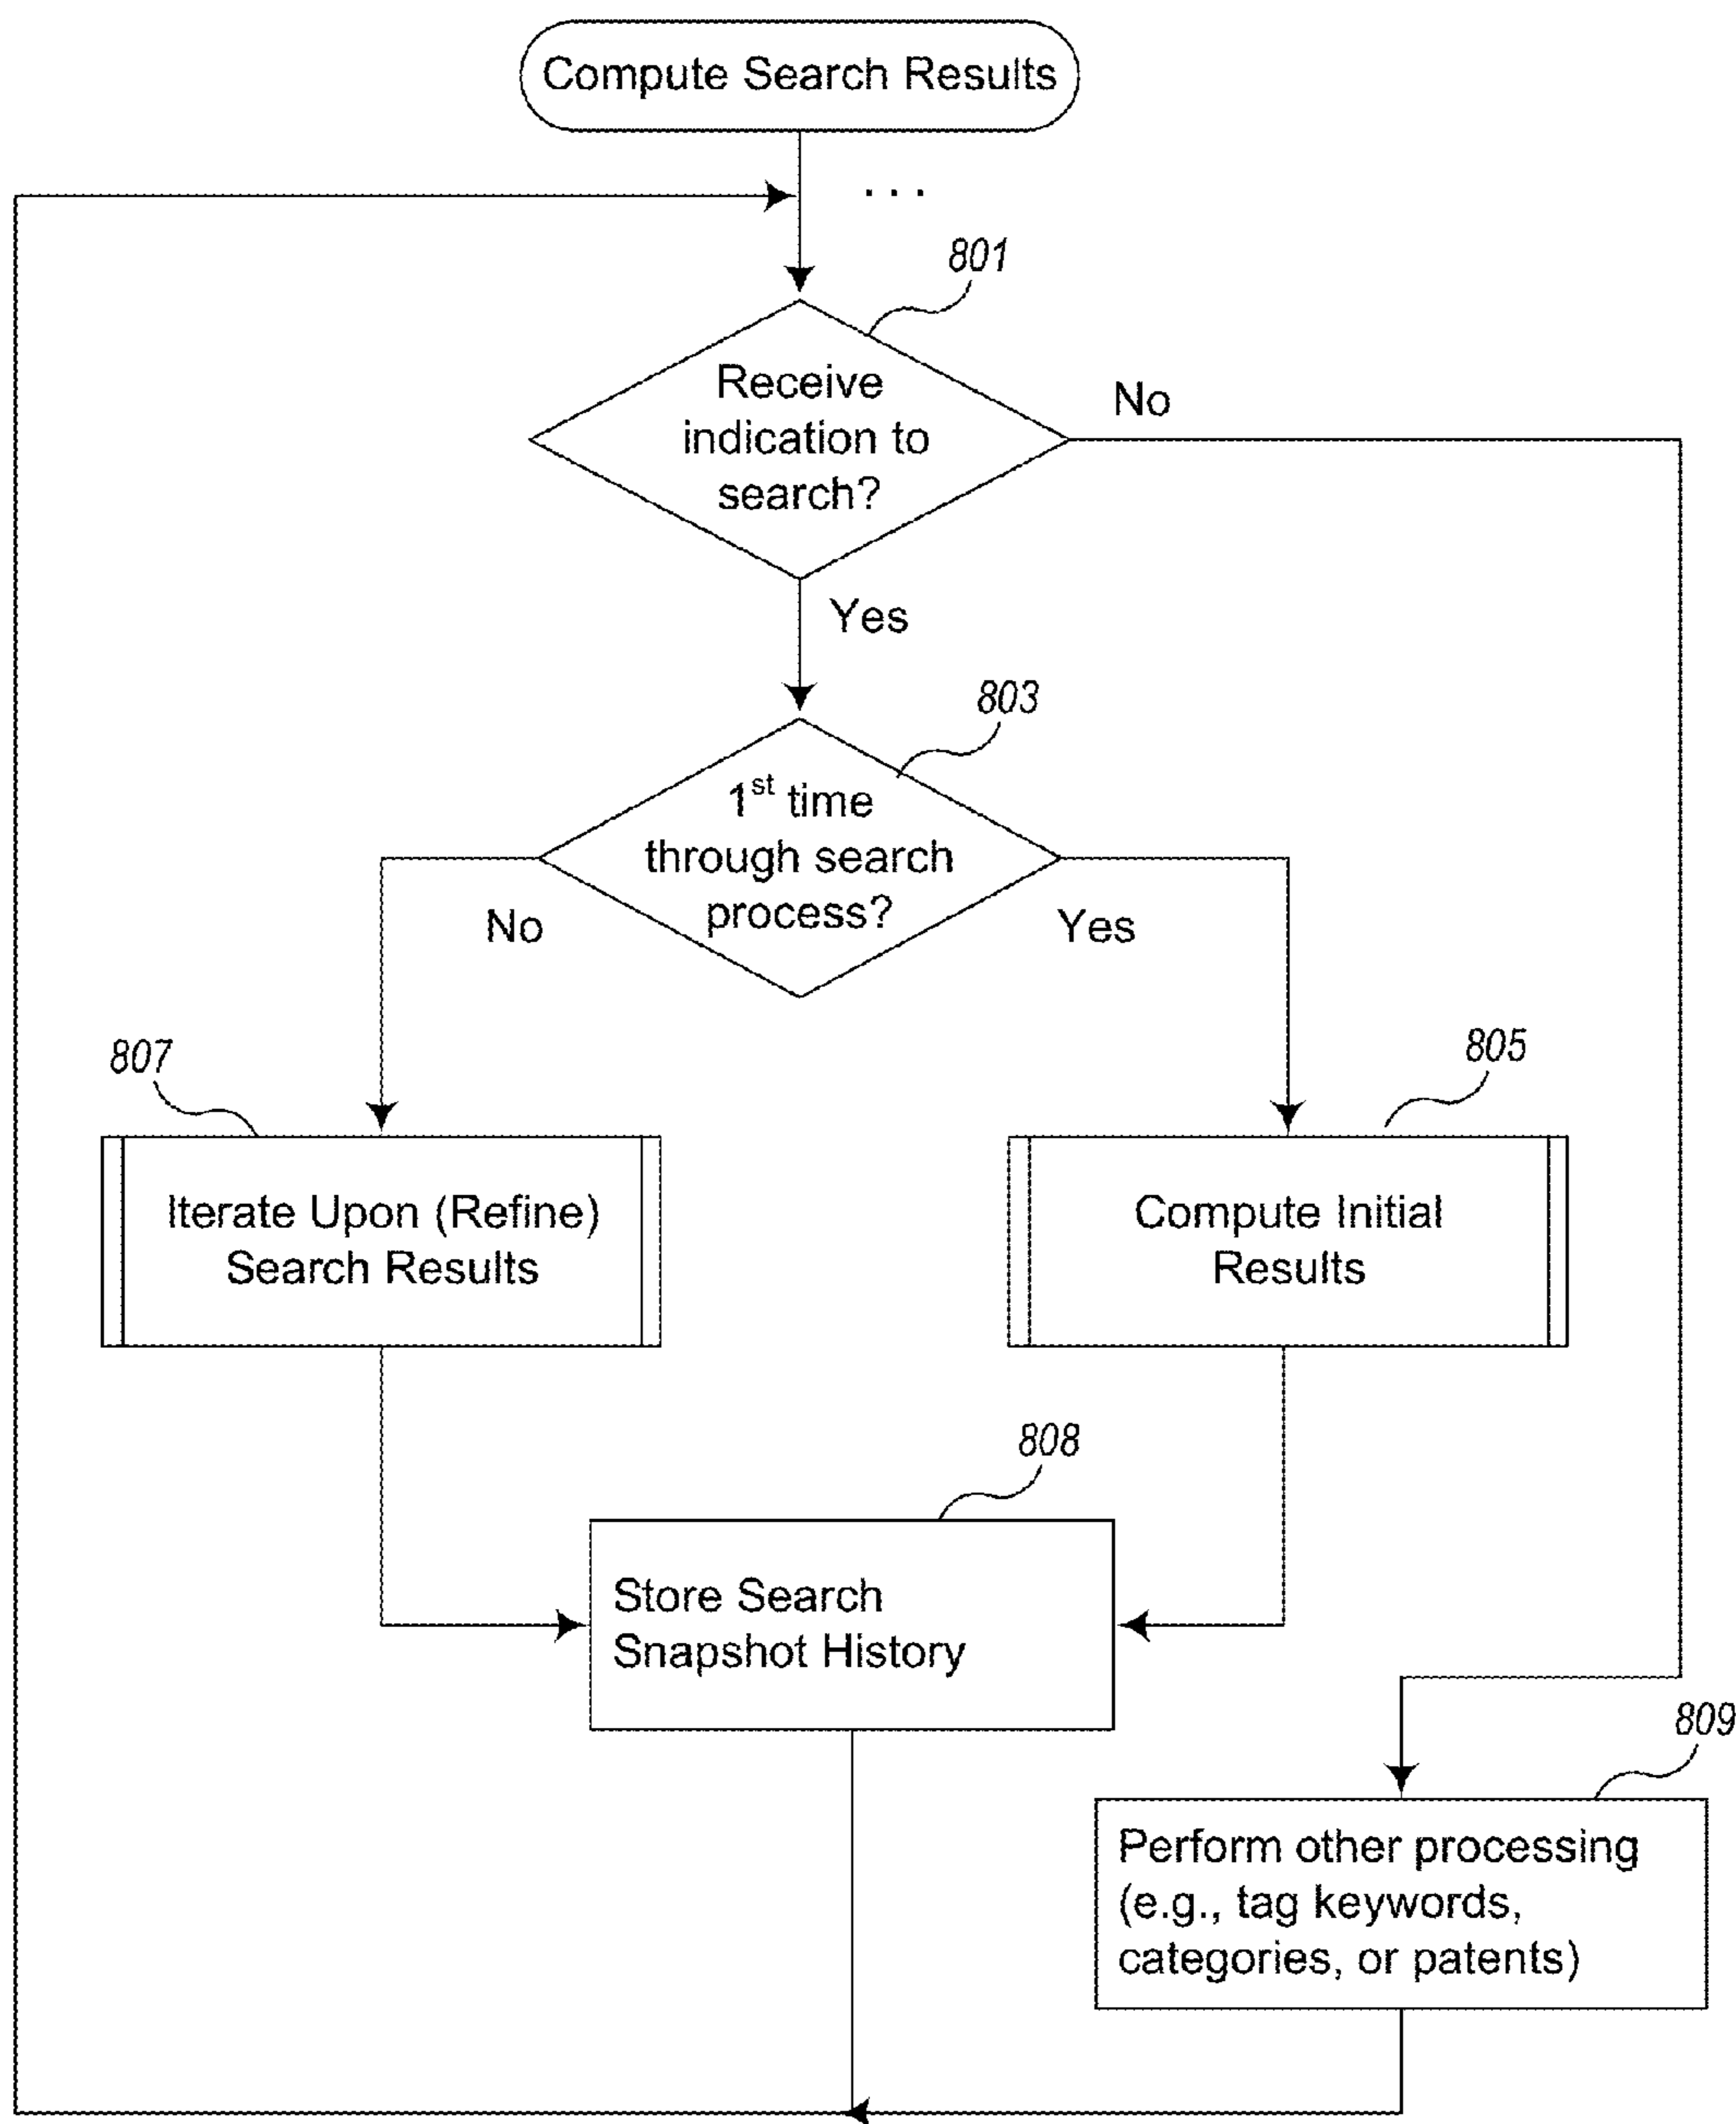 Compute Search Results
. . .
801
Receive
indication to
search?
No
Yes
803
1st time
through search
process?
No
Yes
807
805
Iterate Upon (Refine)
Search Results
Compute Initial
Results
808
Store Search
Snapshot History
809
Perform other processing
(e.g., tag keywords,
categories, or patents)